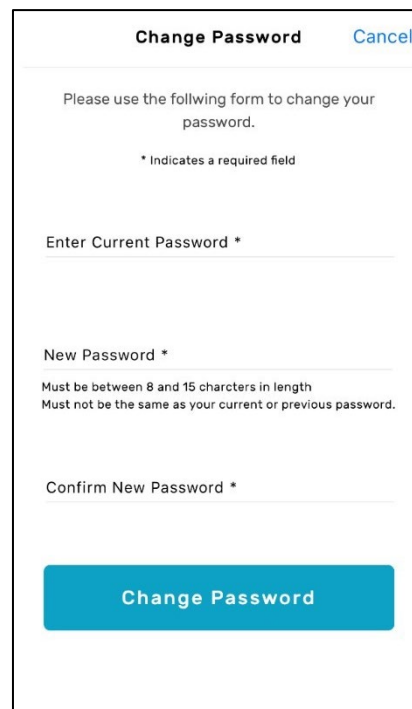 Change Password Cancel
Please use the follwing form to change your
password.
* Indicates a required field
Enter Current Password *
New Password *
Must be between 8 and 15 charcters in length
Must not be the same as your current or previous password.
Confirm New Password *
Change Password